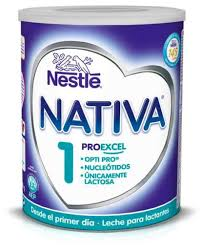 Nestlé
NATIVA®
1
PROEXCEL
• OPTI PRO®
• NUCLEÓTIDOS
• ÚNICAMENTE
LACTOSA
Desde el primer día - Leche para lactantes